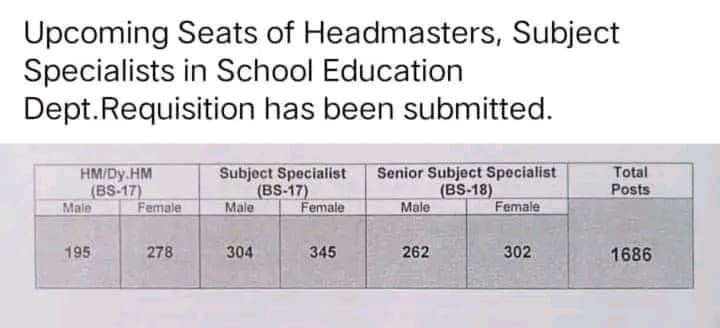 Upcoming Seats of Headmasters, Subject
Specialists in School Education
Dept.Requisition has been submitted.
HM/Dy.HM Subject Specialist Senior Subject Specialist Total
(BS-17) (BS-17) (BS-18) Posts
Male Female Male Female Male Female
195 278 304 345 262 302 1686